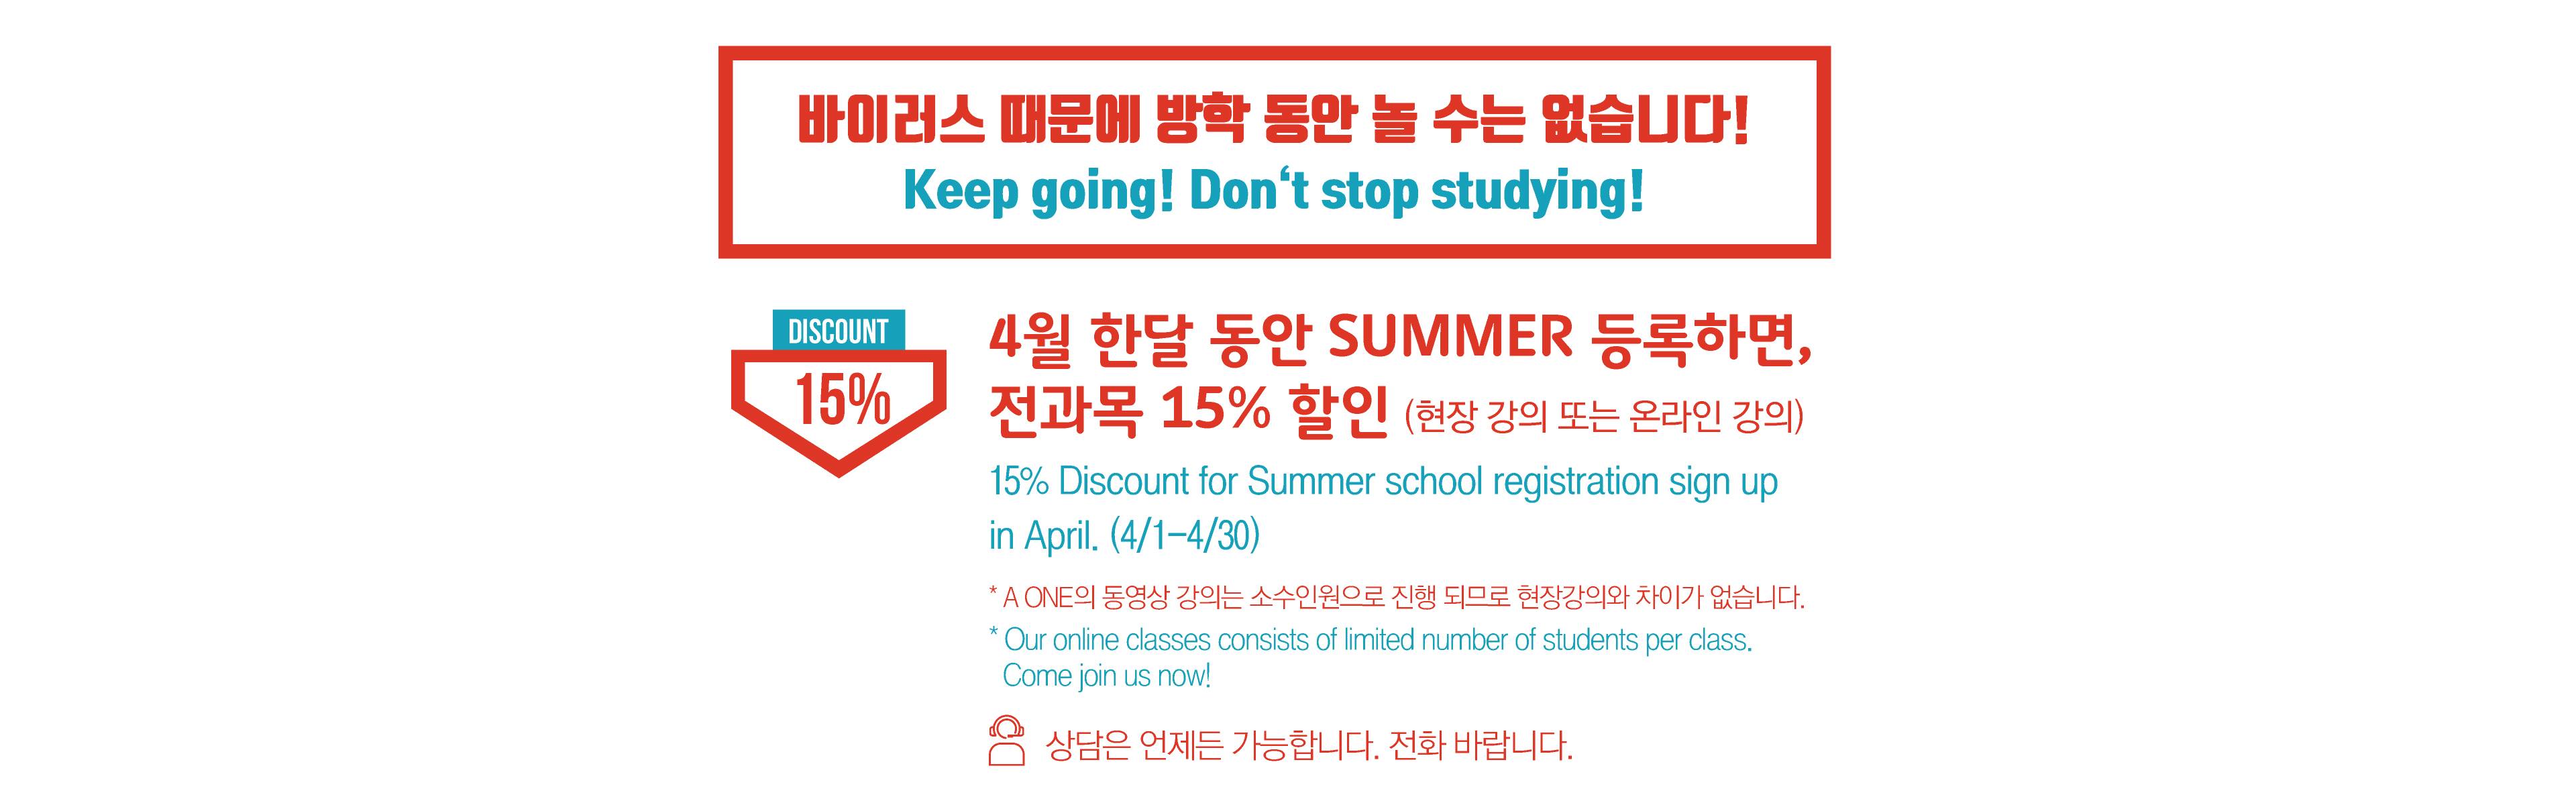 바이러스 때문에 방학 동안 놀 수는 없습니다!
Keep going! Don‘t stop studying!
DISCOUNT
15%
4월 한달 동안 SUMMER 등록하면,
전과목 15% 할인 (현장 강의 또는 온라인 강의)
15% Discount for Summer school registration sign up
in April. (4/1-4/30)
* A ONE의 동영상 강의는 소수인원으로 진행 되므로 현장강의와 차이가 없습니다.
* Our online classes consists of limited number of students per class.
Come join us now!
상담은 언제든 가능합니다. 전화 바랍니다.